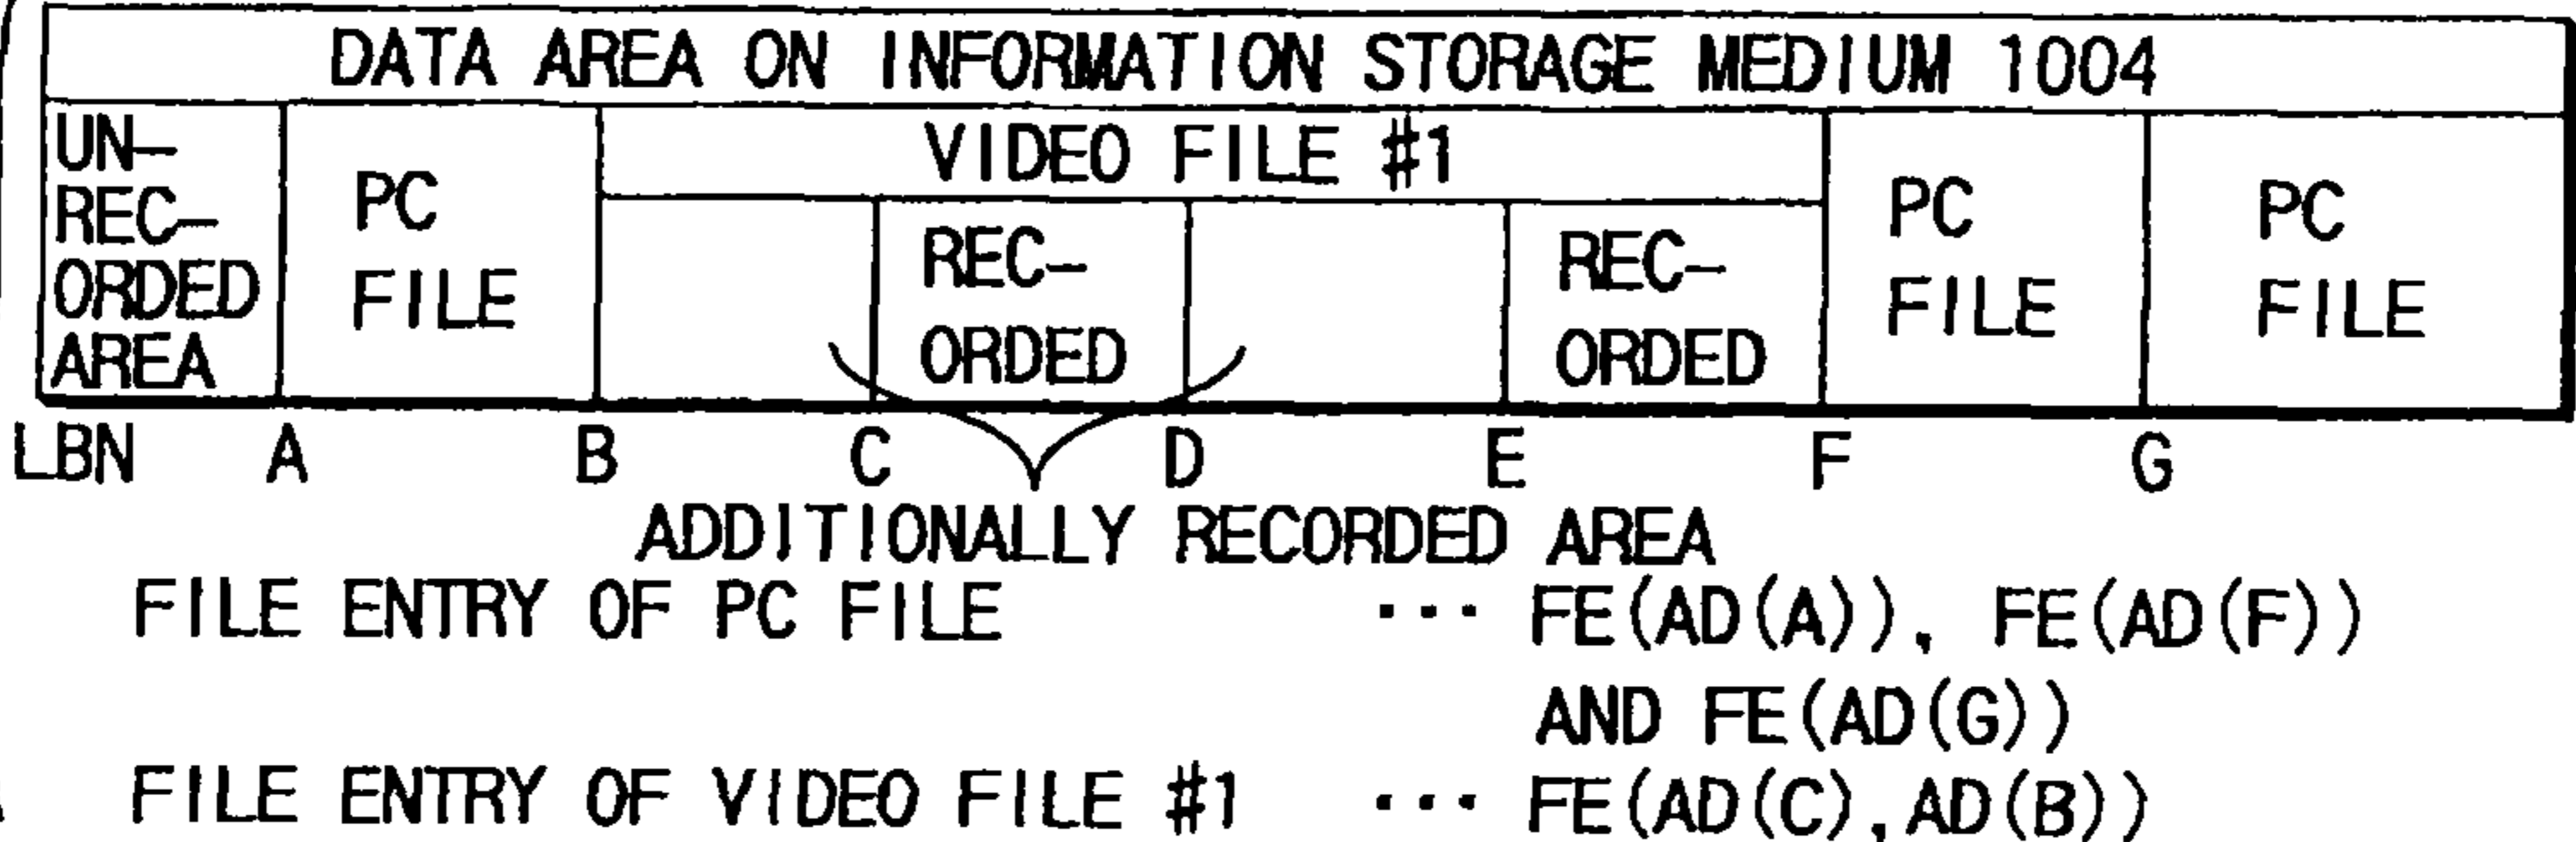 DATA AREA ON INFORMATION STORAGE MEDIUM 1004
UN-
REC-
ORDED
AREA
PC
FILE
VIDEO FILE #1
REC-
ORDED
REC-
ORDED
PC
FILE
PC
FILE
LBN A B C D E F G
ADDITIONALLY RECORDED AREA
FILE ENTRY OF PC FILE ··· FE(AD(A)), FE(AD(F))
AND FE(AD(G))
FILE ENTRY OF VIDEO FILE #1 ··· FE(AD(C),AD(B))